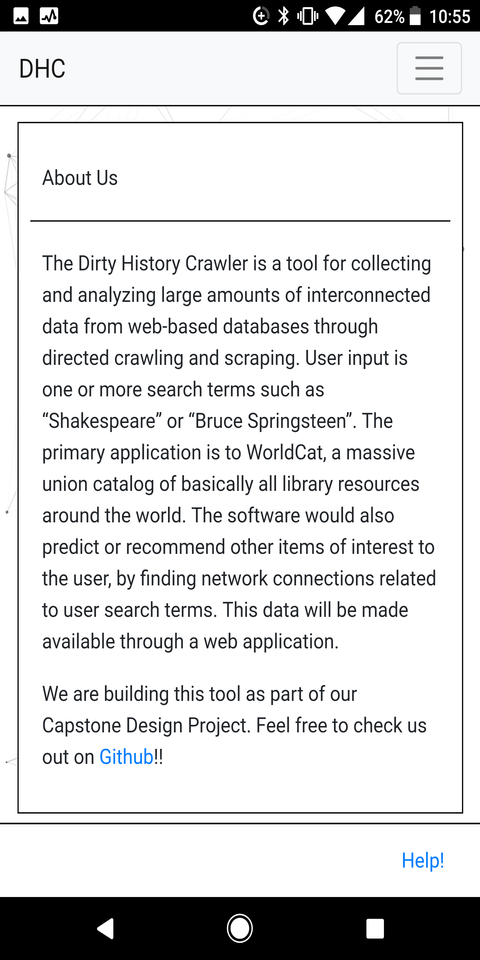 62% 10:55
DHC
About Us
The Dirty History Crawler is a tool for collecting
and analyzing large amounts of interconnected
data from web-based databases through
directed crawling and scraping. User input is
one or more search terms such as
“Shakespeare” or “Bruce Springsteen”. The
primary application is to WorldCat, a massive
union catalog of basically all library resources
around the world. The software would also
predict or recommend other items of interest to
the user, by finding network connections related
to user search terms. This data will be made
available through a web application.
We are building this tool as part of our
Capstone Design Project. Feel free to check us
out on Github!!
Help!